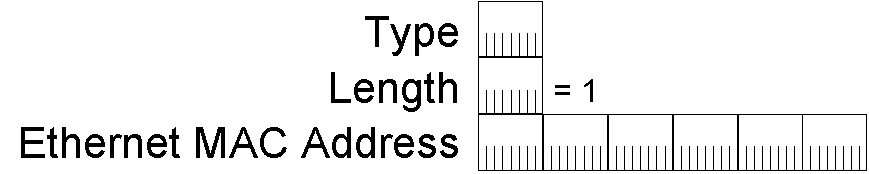 Type
Length = 1
Ethernet MAC Address